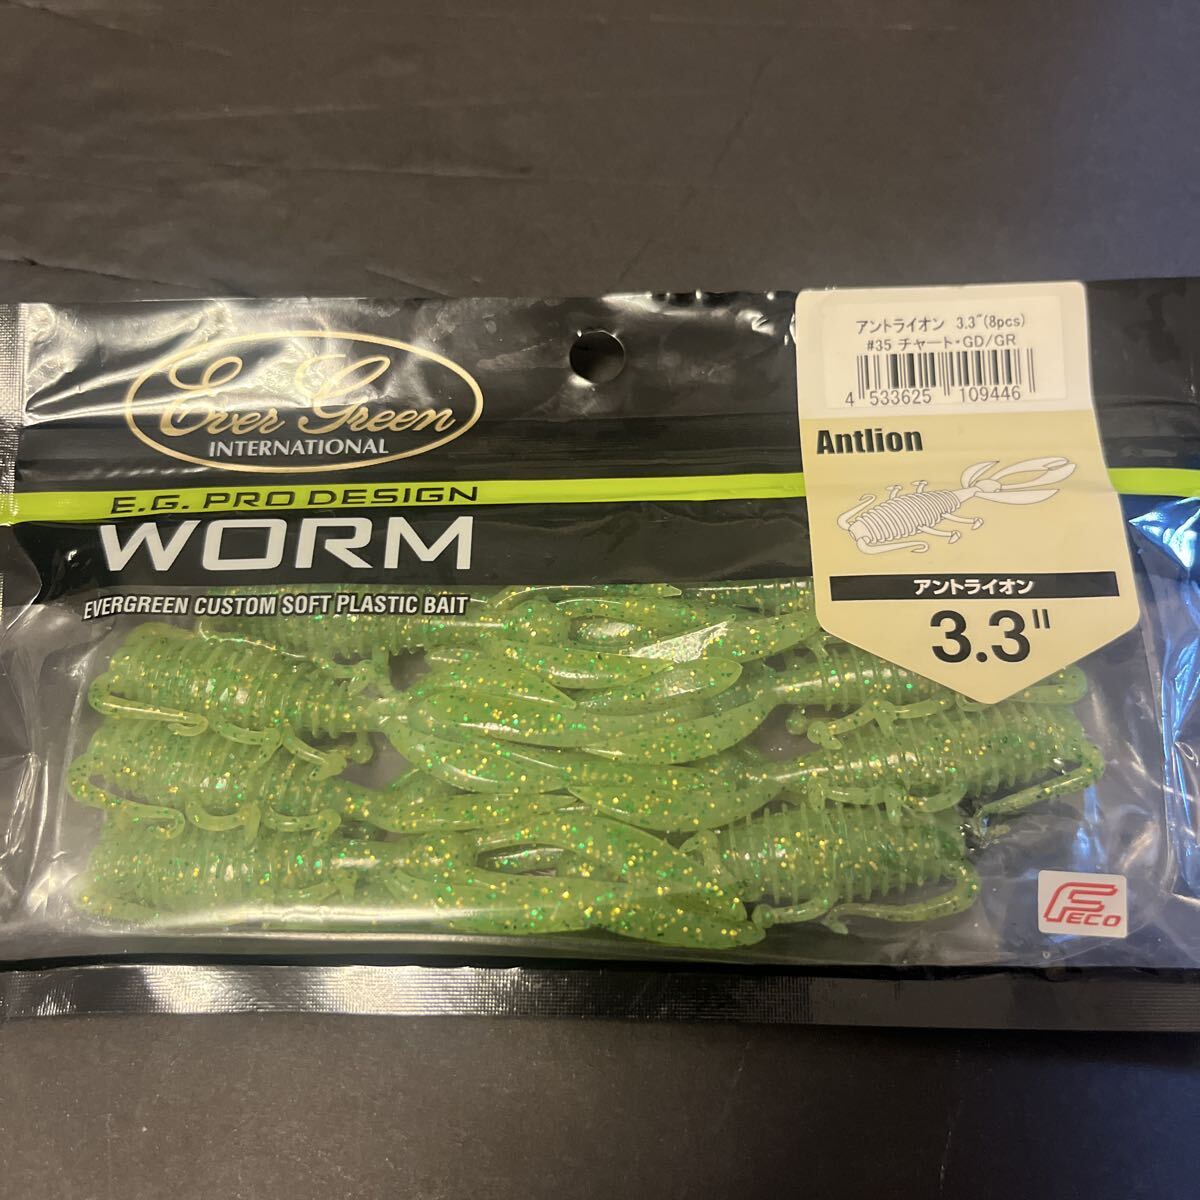 Ever Green
INTERNATIONAL
E.G. PRO DESIGN
WORM
EVERGREEN CUSTOM SOFT PLASTIC BAIT
アントライオン 3.3"(8pcs)
#35 チャート・GD/GR
4 533625 109446
Antlion
アントライオン
3.3"
FECO